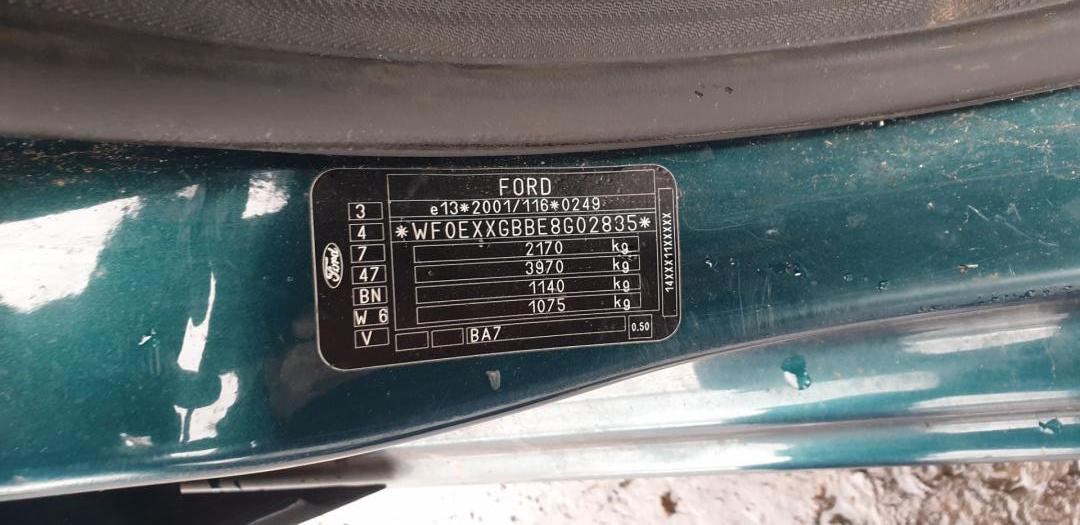 FORD
e13*2001/116*0249
*WF0EXXGBBE8G02835*
2170 kg
3970 kg
1140 kg
1075 kg
BA7
0.50
3
4
7
47
BN
W 6
V
Ford
14XXX11XXXXX